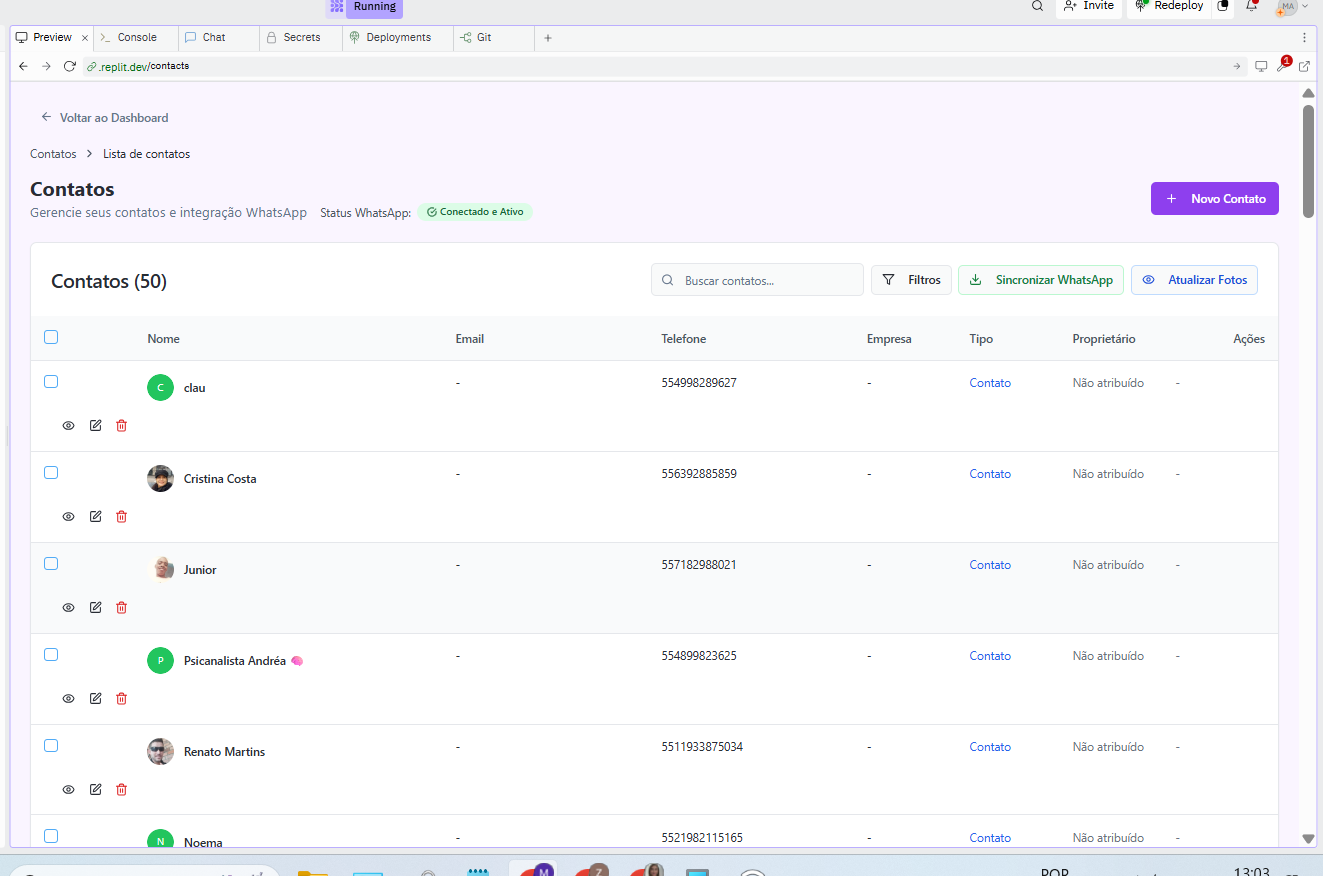 Running
Invite
Redeploy
MA
Preview
Console
Chat
Secrets
Deployments
Git
.replit.dev/contacts
1
Voltar ao Dashboard
Contatos > Lista de contatos
Contatos
Gerencie seus contatos e integração WhatsApp Status WhatsApp: Conectado e Ativo
+ Novo Contato
Contatos (50)
Buscar contatos...
Filtros
Sincronizar WhatsApp
Atualizar Fotos
Nome Email Telefone Empresa Tipo Proprietário Ações
C clau - 554998289627 - Contato Não atribuído -
Cristina Costa - 556392885859 - Contato Não atribuído -
Junior - 557182988021 - Contato Não atribuído -
P Psicanalista Andréa 🧠 - 554899823625 - Contato Não atribuído -
Renato Martins - 5511933875034 - Contato Não atribuído -
N Noema - 5521982115165 - Contato Não atribuído -
M
Z
POR
13:03